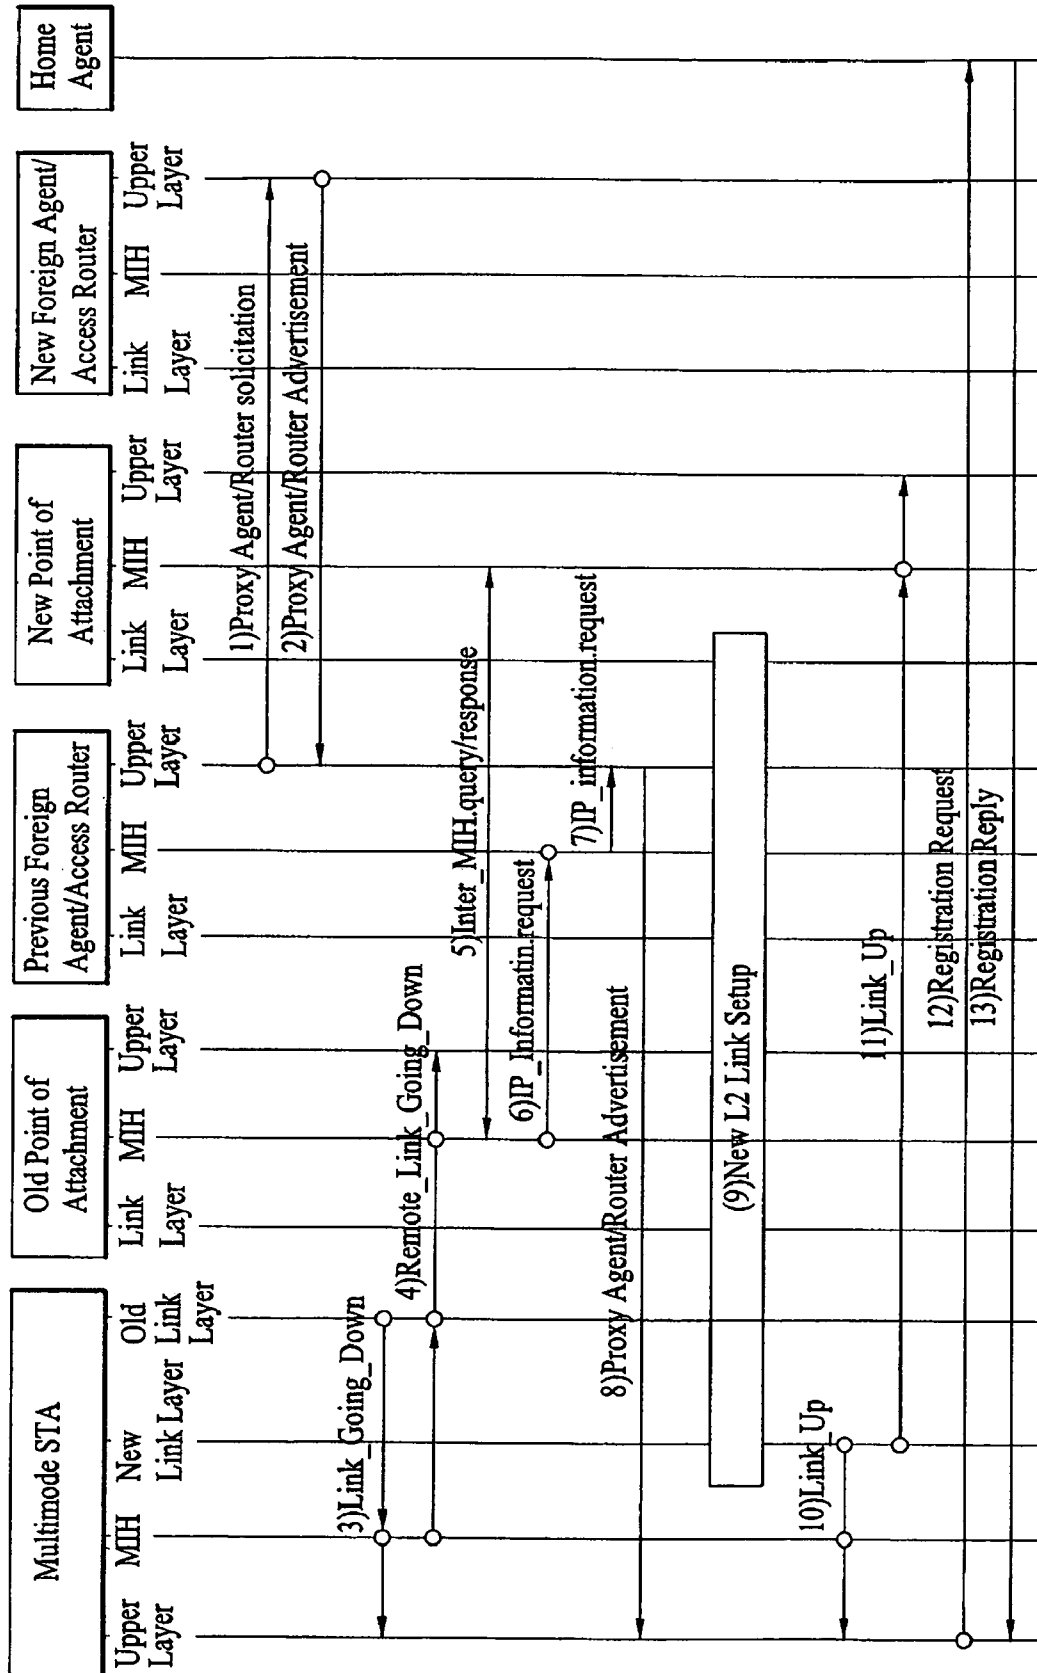 Multimode STA
Old Point of
Attachment
Previous Foreign
Agent/Access Router
New Point of
Attachment
New Foreign Agent/
Access Router
Home
Agent
Upper
Layer
MIH
New
Link Layer
Old
Link
Layer
Link
Layer
MIH
Upper
Layer
Link
Layer
MIH
Upper
Layer
Link
Layer
MIH
Upper
Layer
Link
Layer
MIH
Upper
Layer
1)Proxy Agent/Router solicitation
2)Proxy Agent/Router Advertisement
3)Link_Going_Down
4)Remote_Link_Going_Down
5)Inter_MIH.query/response
6)IP_Informatin.request
7)IP_information.request
8)Proxy Agent/Router Advertisement
(9)New L2 Link Setup
10)Link_Up
11)Link_Up
12)Registration Request
13)Registration Reply